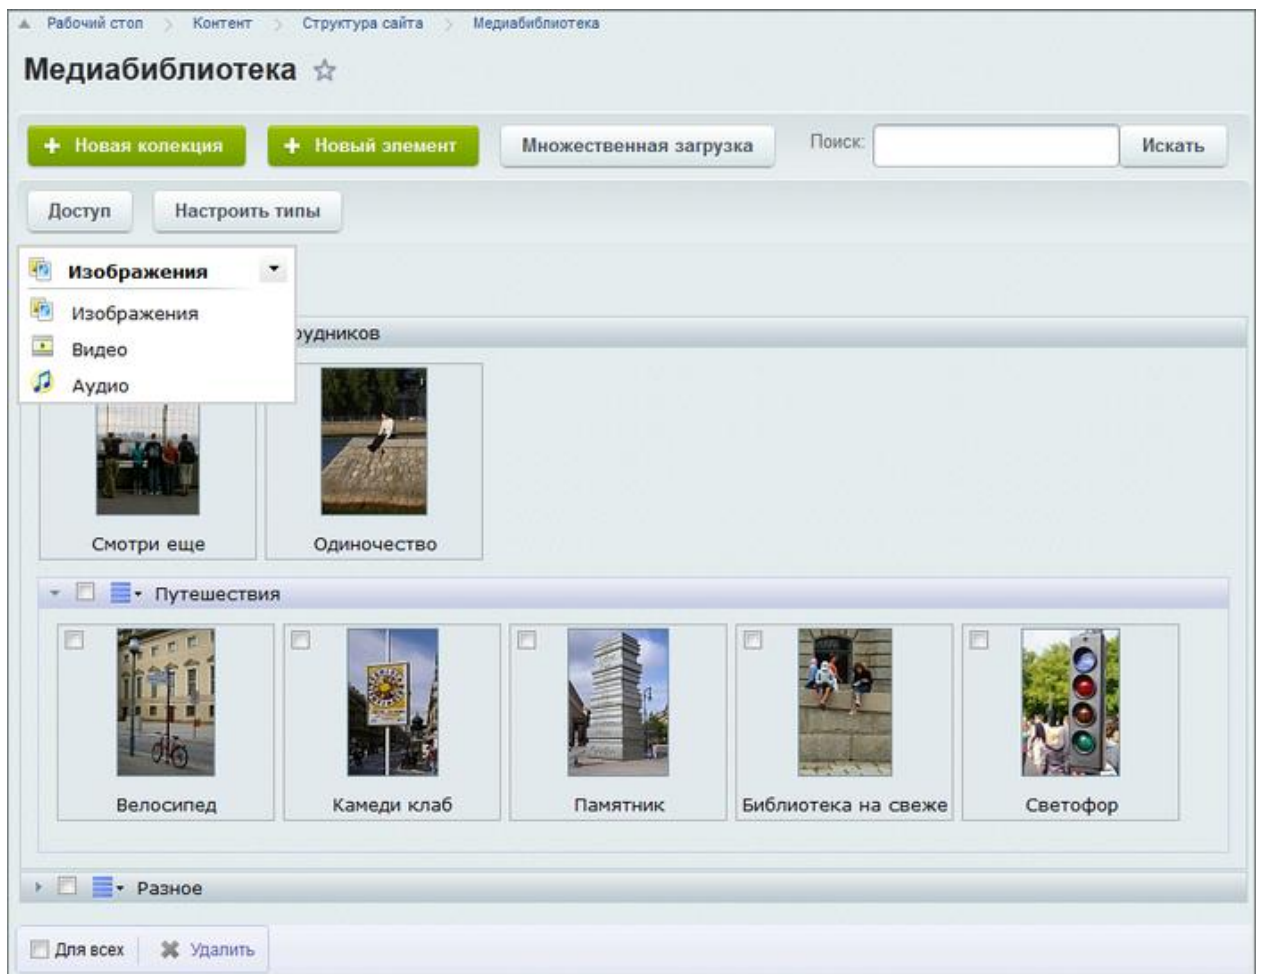 Рабочий стол Контент Структура сайта Медиабиблиотека
Медиабиблиотека
+ Новая колекция + Новый элемент Множественная загрузка Поиск: Искать
Доступ Настроить типы
Изображения
Изображения
рудников
Видео
Аудио
Смотри еще Одиночество
Путешествия
Велосипед Камеди клаб Памятник Библиотека на свеже Светофор
Разное
Для всех Удалить